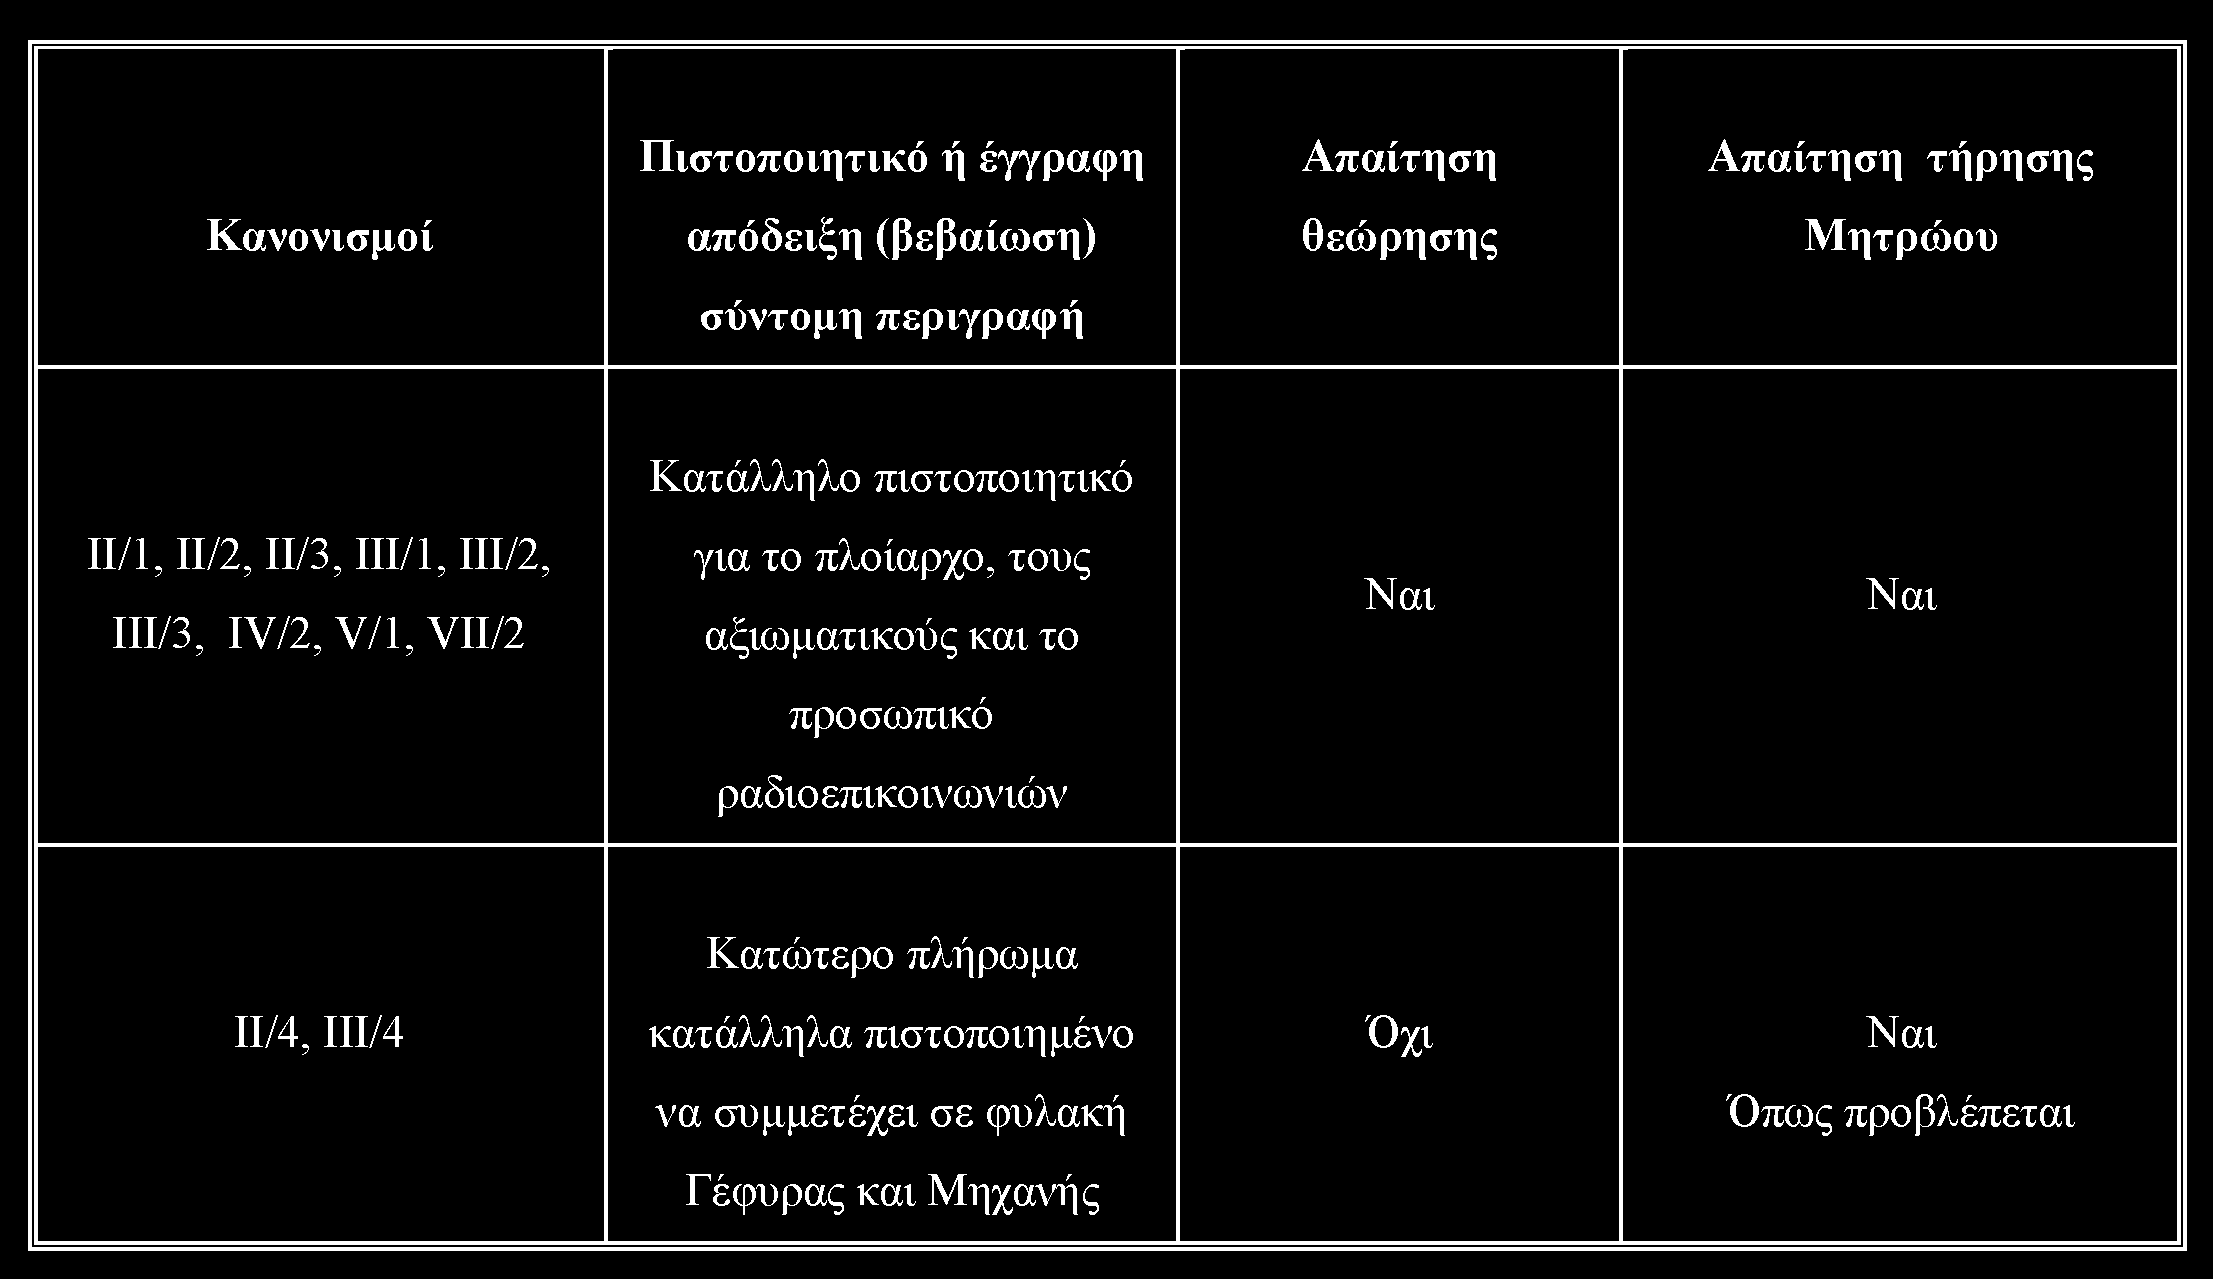 Κανονισμοί
Πιστοποιητικό ή έγγραφη
απόδειξη (βεβαίωση)
σύντομη περιγραφή
Απαίτηση
θεώρησης
Απαίτηση τήρησης
Μητρώου
II/1, II/2, II/3, III/1, III/2,
III/3, IV/2, V/1, VII/2
Κατάλληλο πιστοποιητικό
για το πλοίαρχο, τους
αξιωματικούς και το
προσωπικό
ραδιοεπικοινωνιών
Ναι
Ναι
II/4, III/4
Κατώτερο πλήρωμα
κατάλληλα πιστοποιημένο
να συμμετέχει σε φυλακή
Γέφυρας και Μηχανής
Όχι
Ναι
Όπως προβλέπεται